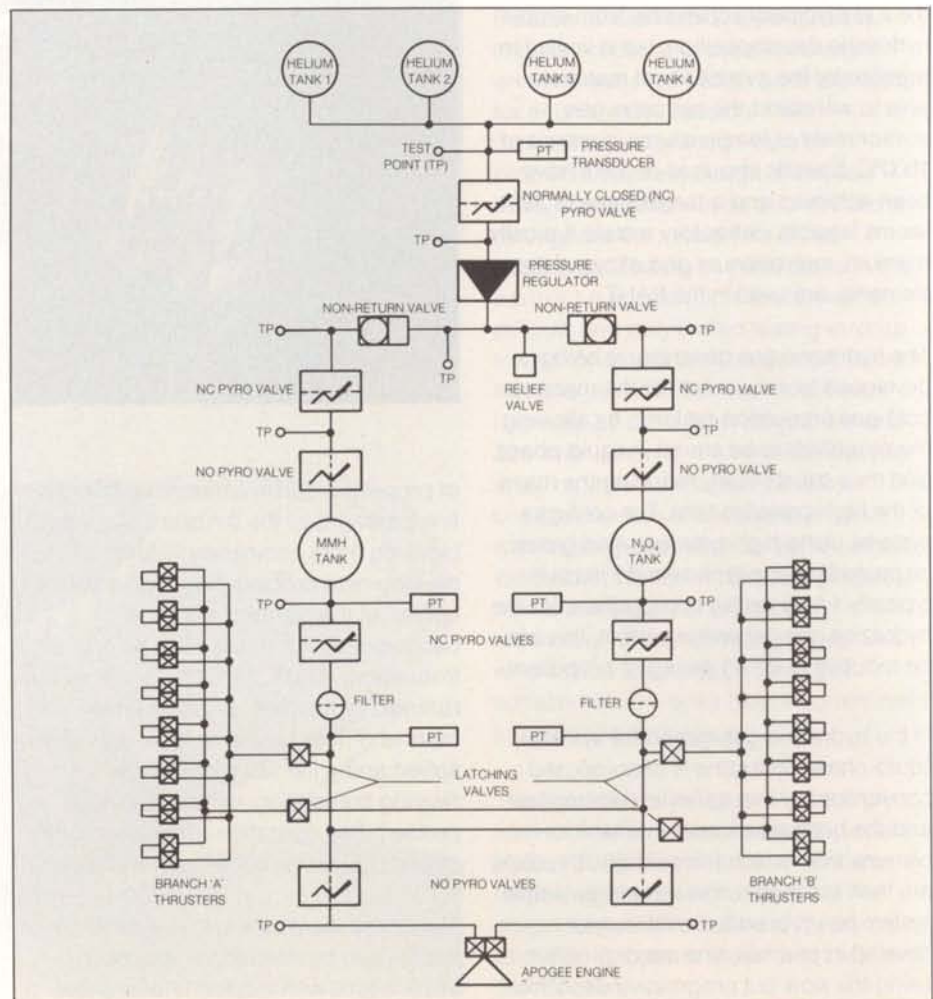 HELIUM TANK 1
HELIUM TANK 2
HELIUM TANK 3
HELIUM TANK 4
TEST POINT (TP)
PT
PRESSURE TRANSDUCER
NORMALLY CLOSED (NC) PYRO VALVE
TP
PRESSURE REGULATOR
NON-RETURN VALVE
NON-RETURN VALVE
TP
TP
TP
RELIEF VALVE
NC PYRO VALVE
NC PYRO VALVE
TP
TP
NO PYRO VALVE
NO PYRO VALVE
MMH TANK
N₂O₄ TANK
TP
PT
PT
TP
NC PYRO VALVES
FILTER
FILTER
PT
PT
LATCHING VALVES
BRANCH 'A' THRUSTERS
NO PYRO VALVES
BRANCH 'B' THRUSTERS
TP
TP
APOGEE ENGINE